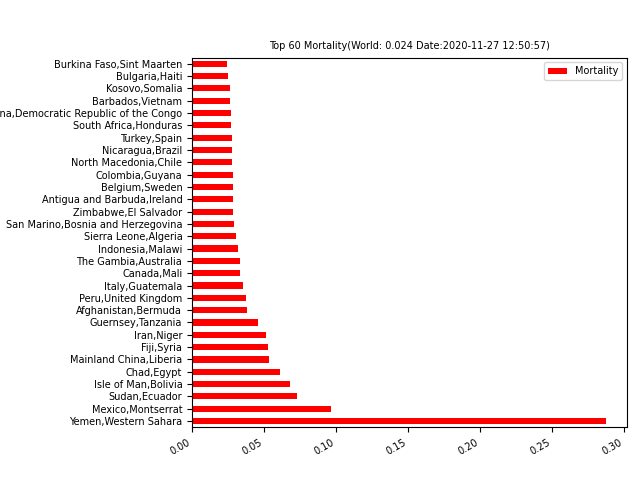 Top 60 Mortality(World: 0.024 Date:2020-11-27 12:50:57)
Mortality
Burkina Faso,Sint Maarten
Bulgaria,Haiti
Kosovo,Somalia
Barbados,Vietnam
na,Democratic Republic of the Congo
South Africa,Honduras
Turkey,Spain
Nicaragua,Brazil
North Macedonia,Chile
Colombia,Guyana
Belgium,Sweden
Antigua and Barbuda,Ireland
Zimbabwe,El Salvador
San Marino,Bosnia and Herzegovina
Sierra Leone,Algeria
Indonesia,Malawi
The Gambia,Australia
Canada,Mali
Italy,Guatemala
Peru,United Kingdom
Afghanistan,Bermuda
Guernsey,Tanzania
Iran,Niger
Fiji,Syria
Mainland China,Liberia
Chad,Egypt
Isle of Man,Bolivia
Sudan,Ecuador
Mexico,Montserrat
Yemen,Western Sahara
0.00 0.05 0.10 0.15 0.20 0.25 0.30